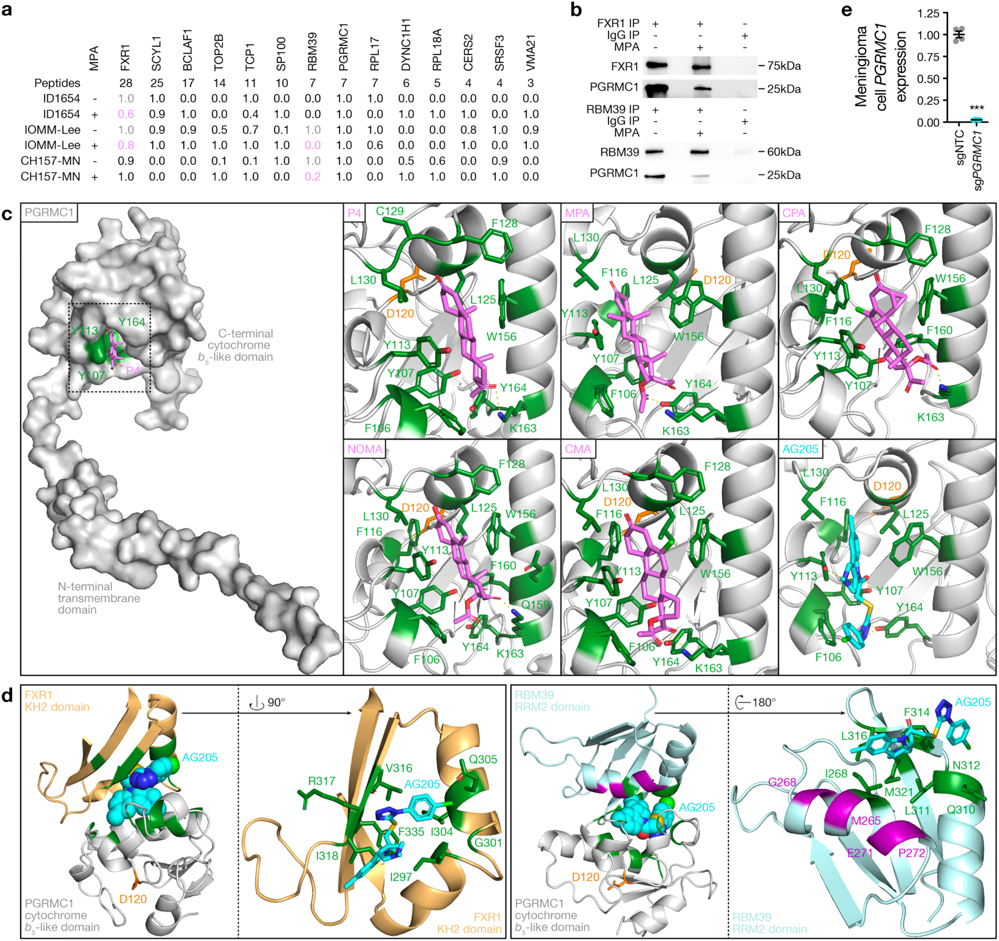 a
MPA FXR1 SCYL1 BCLAF1 TOP2B TCP1 SP100 RBM39 PGRMC1 RPL17 DYNC1H1 RPL18A CERS2 SRSF3 VMA21
Peptides 28 25 17 14 11 10 7 7 7 6 5 4 4 3
ID1654 - 1.0 1.0 0.0 0.0 1.0 0.0 0.0 1.0 1.0 0.0 0.0 0.0 0.0 0.0
ID1654 + 0.6 0.9 1.0 0.0 0.4 1.0 0.0 1.0 1.0 1.0 1.0 1.0 0.0 1.0
IOMM-Lee - 1.0 0.9 0.9 0.5 0.7 0.1 1.0 1.0 1.0 0.0 0.0 0.8 1.0 0.9
IOMM-Lee + 0.8 1.0 1.0 1.0 1.0 1.0 0.0 1.0 0.6 1.0 0.0 1.0 0.0 1.0
CH157-MN - 0.9 0.0 0.0 0.1 0.1 1.0 1.0 1.0 0.0 0.5 0.6 0.0 0.9 0.0
CH157-MN + 1.0 0.0 0.0 1.0 1.0 0.0 0.2 1.0 0.0 1.0 1.0 0.0 1.0 0.0
b
FXR1 IP + + -
IgG IP - - +
MPA - + -
FXR1 75kDa
PGRMC1 25kDa
RBM39 IP + + -
IgG IP - - +
MPA - + -
RBM39 60kDa
PGRMC1 25kDa
e
Meningioma
cell PGRMC1
expression
1.25
1.00
0.75
0.50
0.25
0.00
***
sgNTC
sgPGRMC1
c
PGRMC1
Y113
Y164
Y107
P4
C-terminal
cytochrome
b5-like domain
N-terminal
transmembrane
domain
P4
C129
F128
L130
D120
L125
W156
Y113
Y107
Y164
F106
K163
MPA
L130
F116
L125
D120
Y113
W156
Y107
F106
Y164
K163
CPA
F128
D120
W156
L130
F116
F160
Y113
Y107
K163
NOMA
F128
D120
L125
L130
W156
F116
Y113
F160
Y107
Q159
F106
Y164
K163
CMA
F128
L130
D120
F116
L125
Y113
W156
Y107
F106
Y164
K163
AG205
L130
D120
F116
L125
Y113
W156
Y107
Y164
F106
d
FXR1
KH2 domain
AG205
D120
PGRMC1
cytochrome
b5-like domain
90°
Q305
V316
AG205
R317
F335
I304
G301
I318
I297
FXR1
KH2 domain
RBM39
RRM2 domain
AG205
D120
PGRMC1
cytochrome
b5-like domain
180°
AG205
F314
L316
N312
I268
G268
M321
L311
Q310
M265
E271
P272
RBM39
RRM2 domain